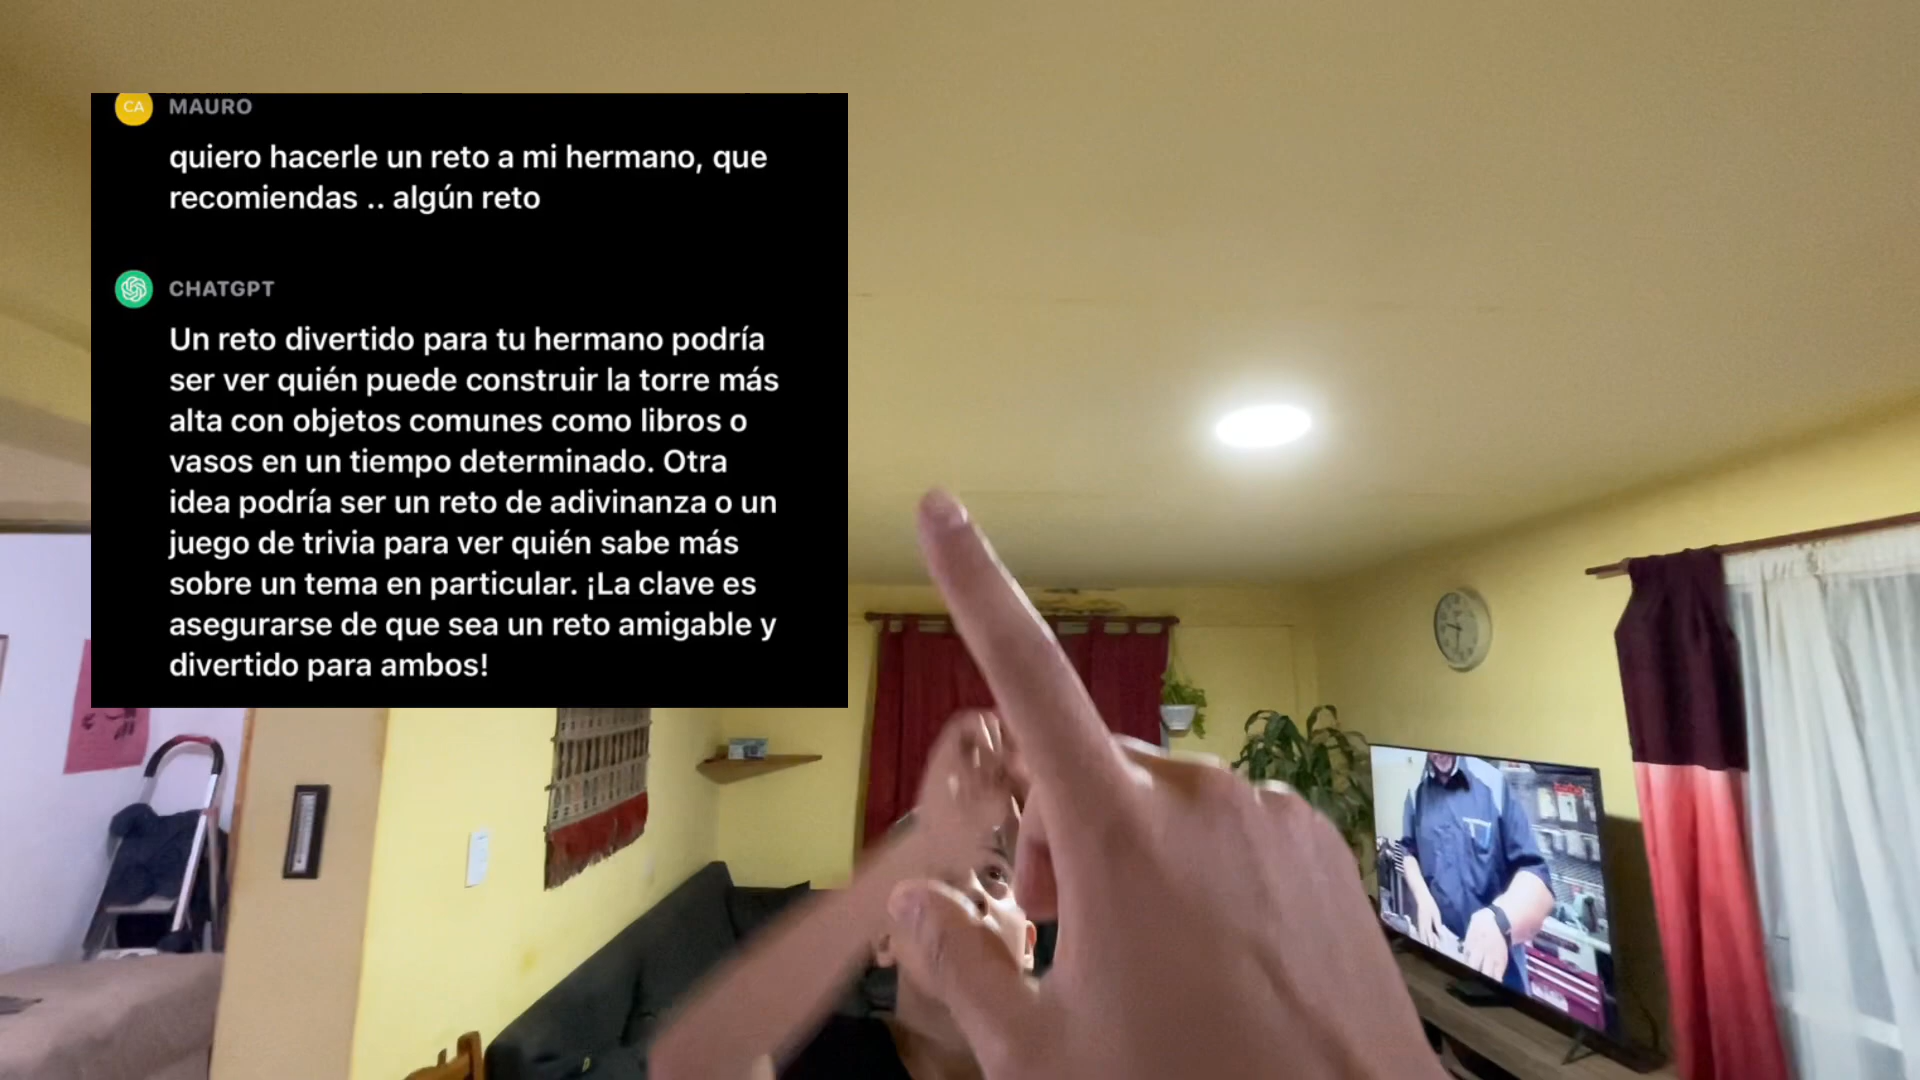 CA MAURO
quiero hacerle un reto a mi hermano, que
recomiendas .. algún reto
CHATGPT
Un reto divertido para tu hermano podría
ser ver quién puede construir la torre más
alta con objetos comunes como libros o
vasos en un tiempo determinado. Otra
idea podría ser un reto de adivinanza o un
juego de trivia para ver quién sabe más
sobre un tema en particular. ¡La clave es
asegurarse de que sea un reto amigable y
divertido para ambos!